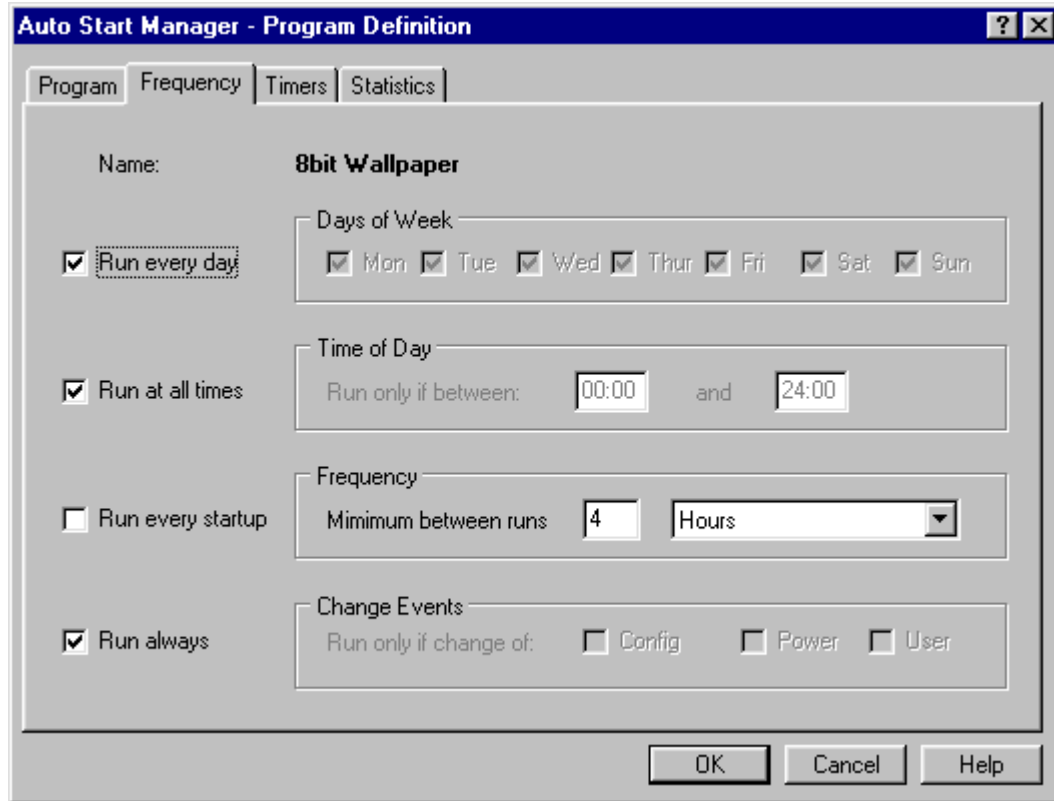 Auto Start Manager - Program Definition
Program Frequency Timers Statistics
Name: 8bit Wallpaper
Days of Week
Run every day Mon Tue Wed Thur Fri Sat Sun
Time of Day
Run at all times Run only if between: 00:00 and 24:00
Frequency
Run every startup Mimimum between runs 4 Hours
Change Events
Run always Run only if change of: Config Power User
OK Cancel Help